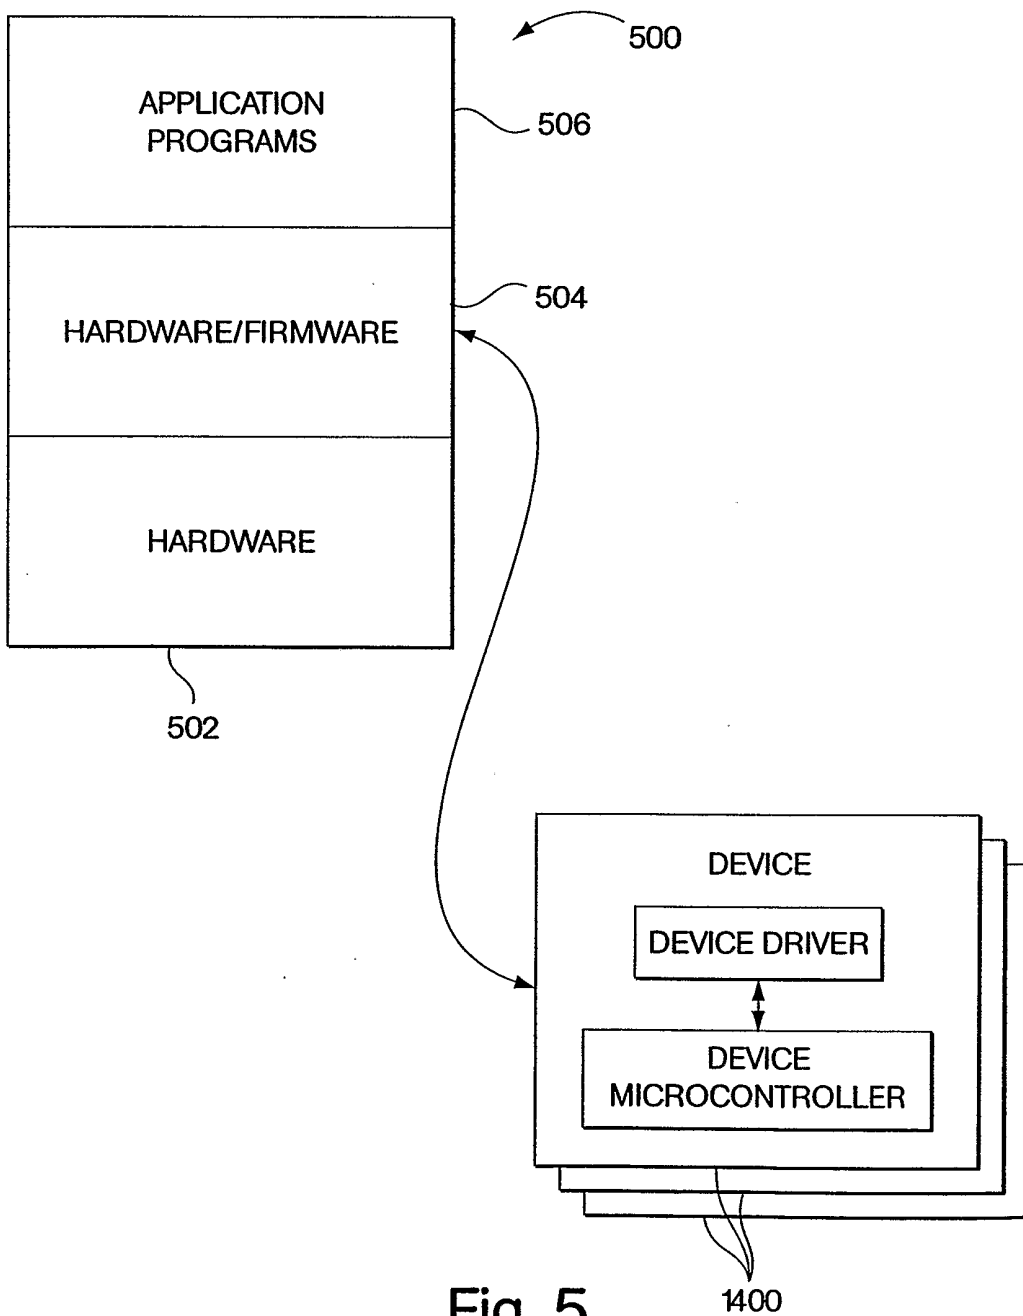 500
APPLICATION
PROGRAMS
506
504
HARDWARE/FIRMWARE
HARDWARE
502
DEVICE
DEVICE DRIVER
DEVICE
MICROCONTROLLER
1400
Fig. 5